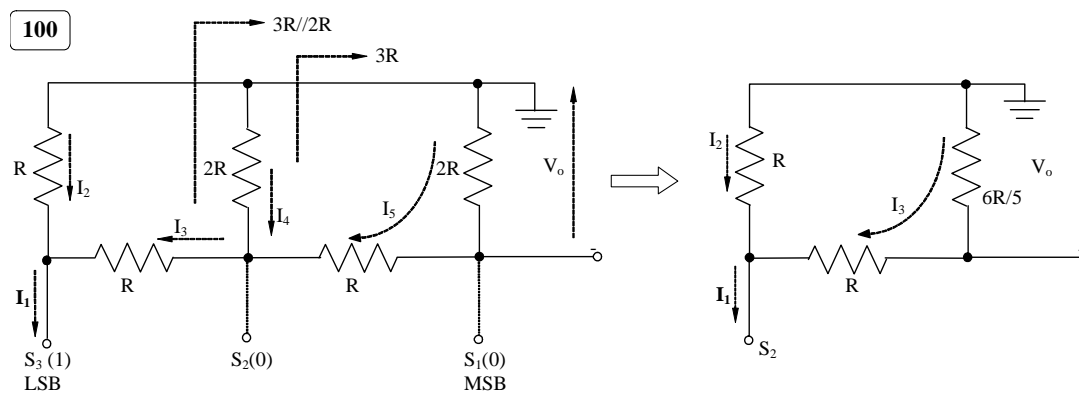 100
3R//2R
3R
R
I2
2R
I4
I3
R
I5
R
2R
Vo
-
I1
S3 (1)
LSB
S2(0)
S1(0)
MSB
I2
R
I3
6R/5
Vo
R
I1
S2